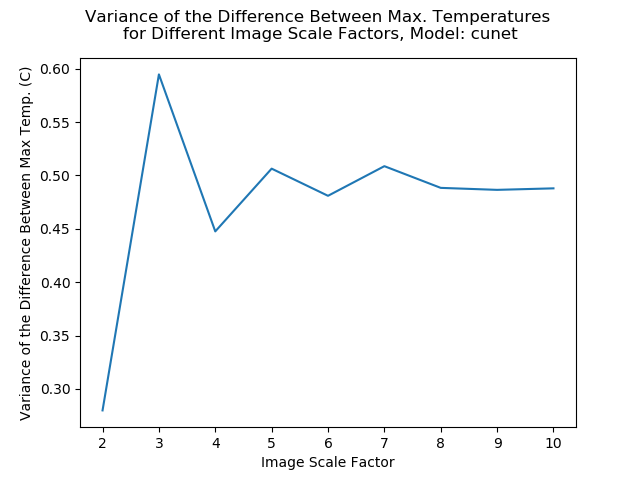 Variance of the Difference Between Max. Temperatures
for Different Image Scale Factors, Model: cunet
Variance of the Difference Between Max Temp. (C)
0.60
0.55
0.50
0.45
0.40
0.35
0.30
2 3 4 5 6 7 8 9 10
Image Scale Factor